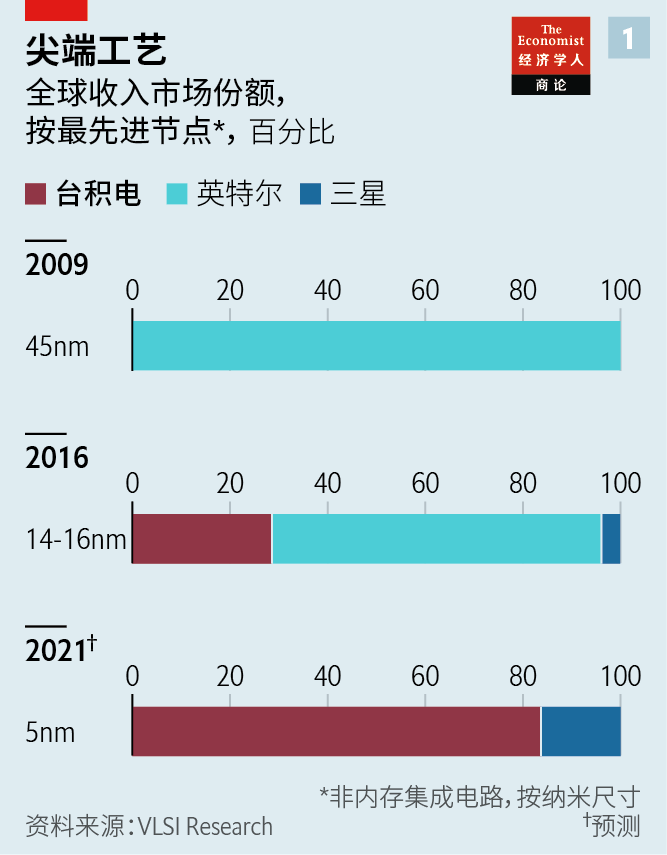 尖端工艺
The
Economist
经济学人
商论
1
全球收入市场份额，
按最先进节点*，百分比
台积电 英特尔 三星
2009
0 20 40 60 80 100
45nm
2016
0 20 40 60 80 100
14-16nm
2021†
0 20 40 60 80 100
5nm
*非内存集成电路，按纳米尺寸
资料来源：VLSI Research †预测